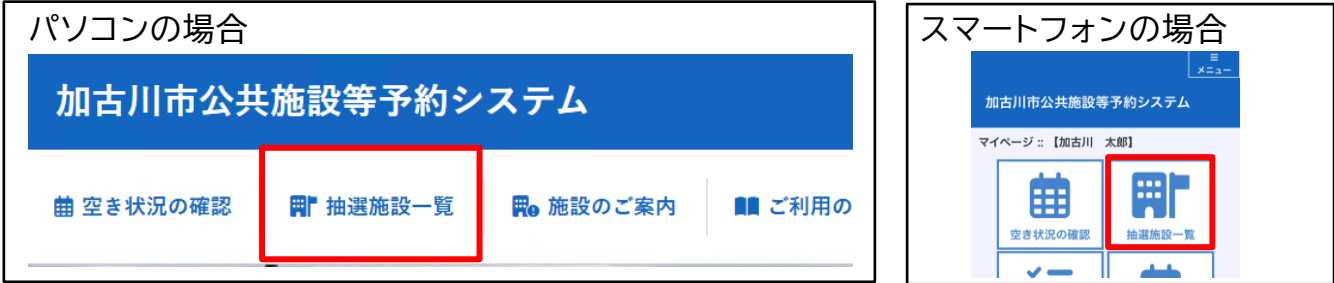 パソコンの場合
加古川市公共施設等予約システム
空き状況の確認 抽選施設一覧 施設のご案内 ご利用の
スマートフォンの場合
メニュー
加古川市公共施設等予約システム
マイページ :: 【加古川 太郎】
空き状況の確認 抽選施設一覧